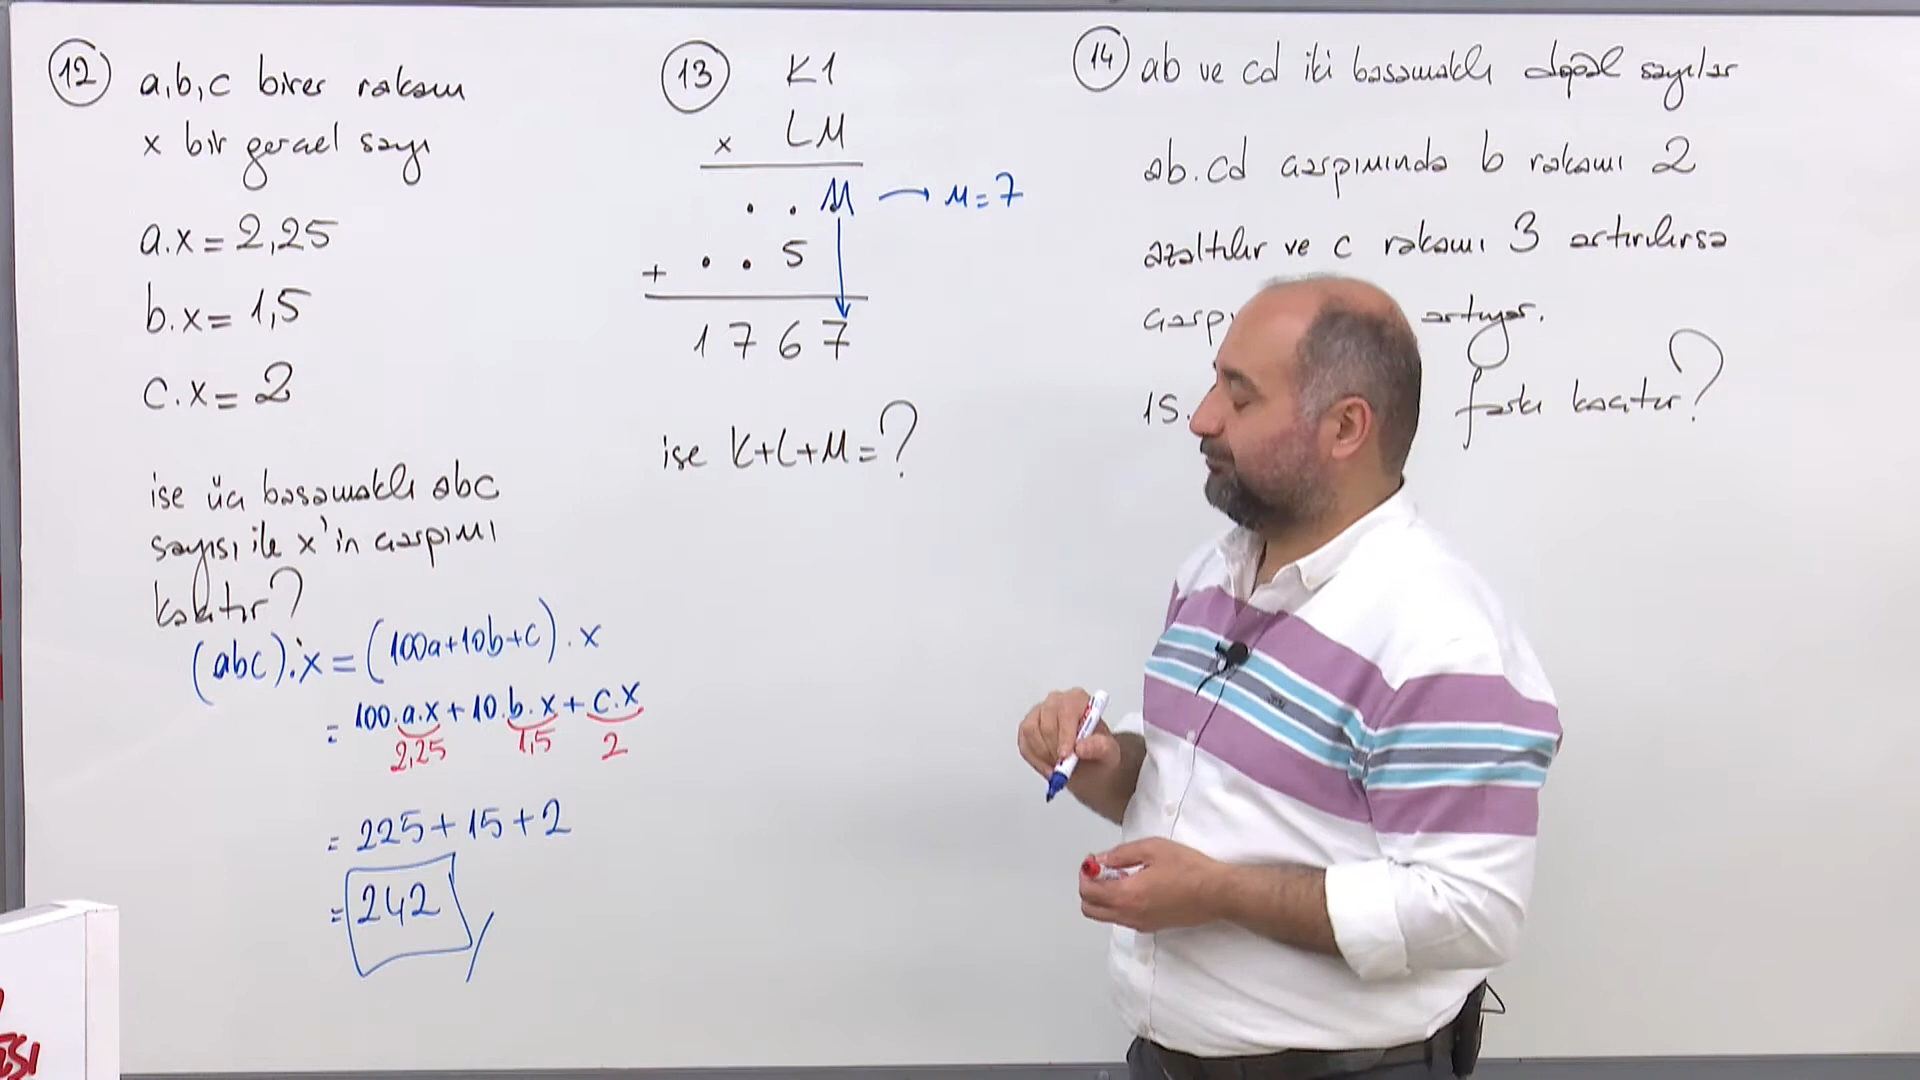 12 a,b,c birer rakam
x bir gerçel sayı
a.x = 2,25
b.x = 1,5
c.x = 2
ise üç basamaklı abc
sayısı ile x'in çarpımı
kaçtır?
(abc).x = (100a+10b+c).x
= 100.a.x + 10.b.x + c.x
2,25 1,5 2
= 225 + 15 + 2
= 242
13 K1
x LM
. . M → M = 7
+ . . 5
1767
ise K+L+M = ?
14 ab ve cd iki basamaklı doğal sayılar
ab.cd çarpımında b rakamı 2
azaltılır ve c rakamı 3 artırılırsa
artıyor.
farkı kaçtır?